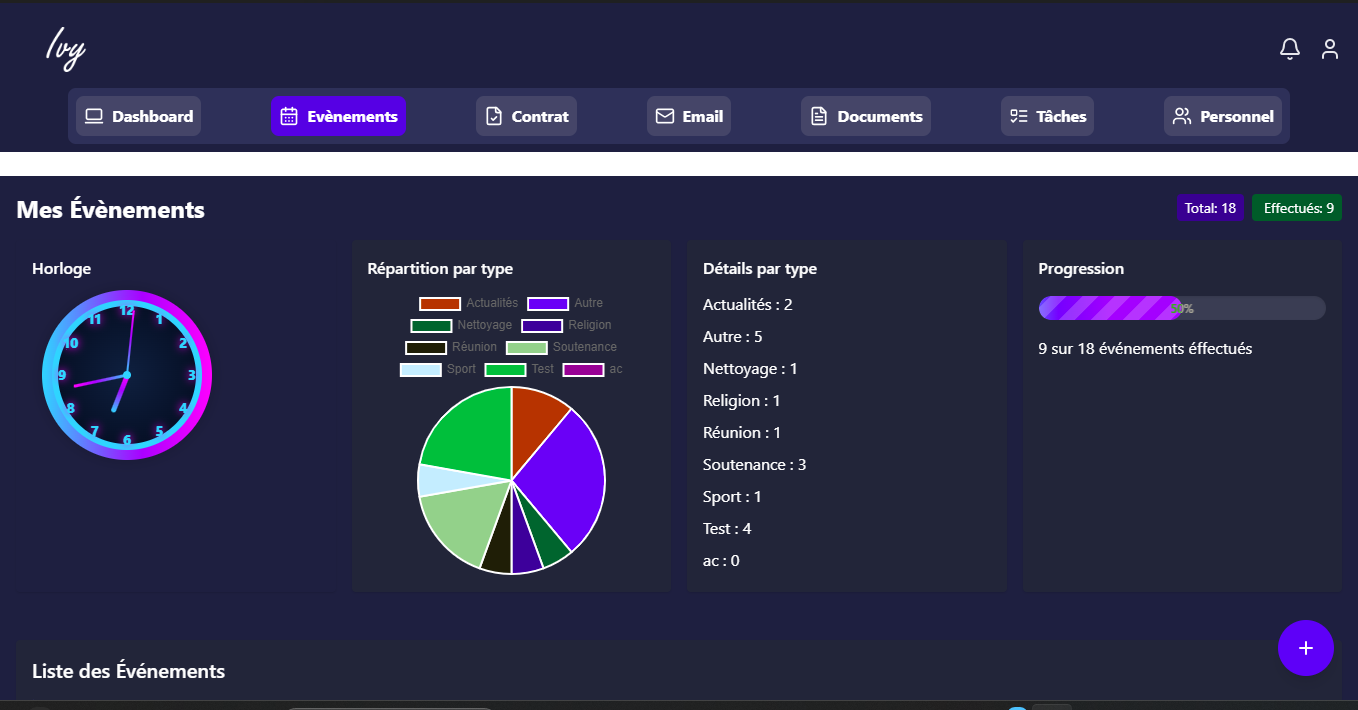 Ivy
Dashboard Evènements Contrat Email Documents Tâches Personnel
Mes Évènements
Total: 18 Effectués: 9
Horloge
12 1 2 3 4 5 6 7 8 9 10 11
Répartition par type
Actualités Autre
Nettoyage Religion
Réunion Soutenance
Sport Test ac
Détails par type
Actualités : 2
Autre : 5
Nettoyage : 1
Religion : 1
Réunion : 1
Soutenance : 3
Sport : 1
Test : 4
ac : 0
Progression
50%
9 sur 18 événements éffectués
Liste des Événements
+